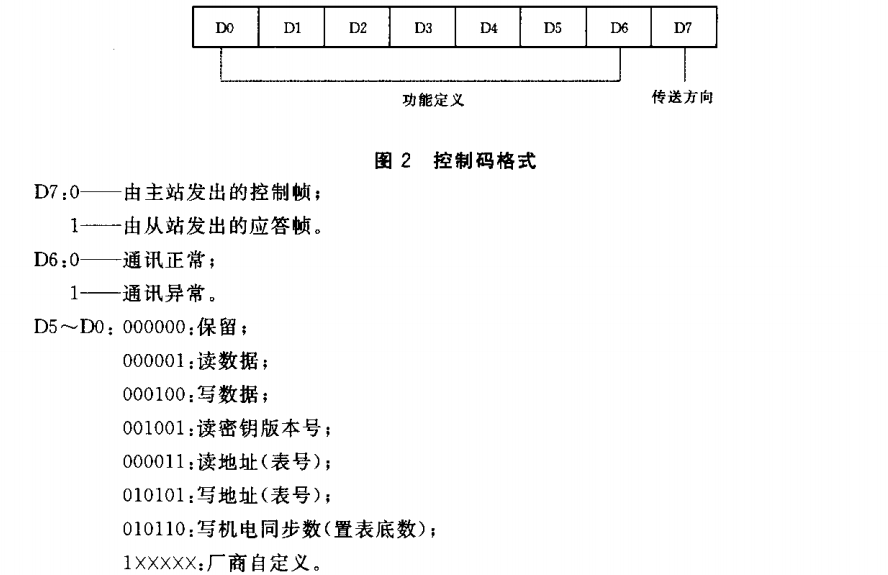 D0 D1 D2 D3 D4 D5 D6 D7
功能定义 传送方向
图 2 控制码格式
D7:0——由主站发出的控制帧;
1——由从站发出的应答帧。
D6:0——通讯正常;
1——通讯异常。
D5～D0: 000000:保留;
000001:读数据;
000100:写数据;
001001:读密钥版本号;
000011:读地址(表号);
010101:写地址(表号);
010110:写机电同步数(置表底数);
1×××××:厂商自定义。